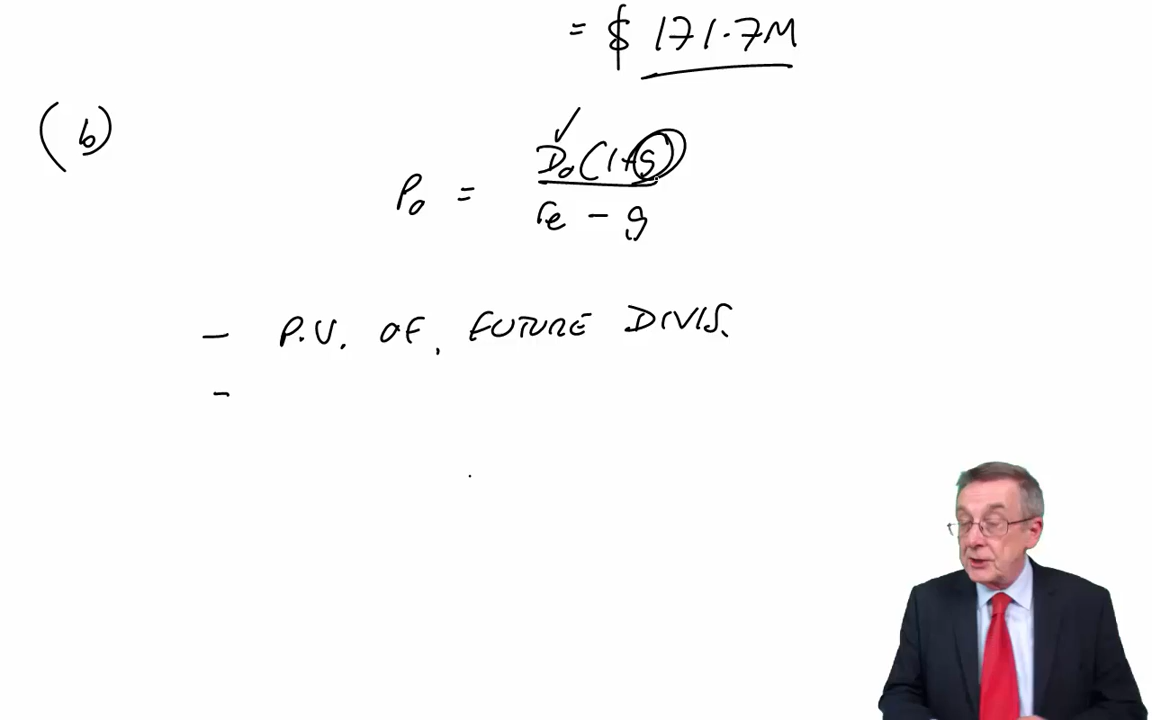 = $ 171.7M
(b)
P₀ = D₀(1+g) / re - g
- P.V. OF. FUTURE DIVIS.
-